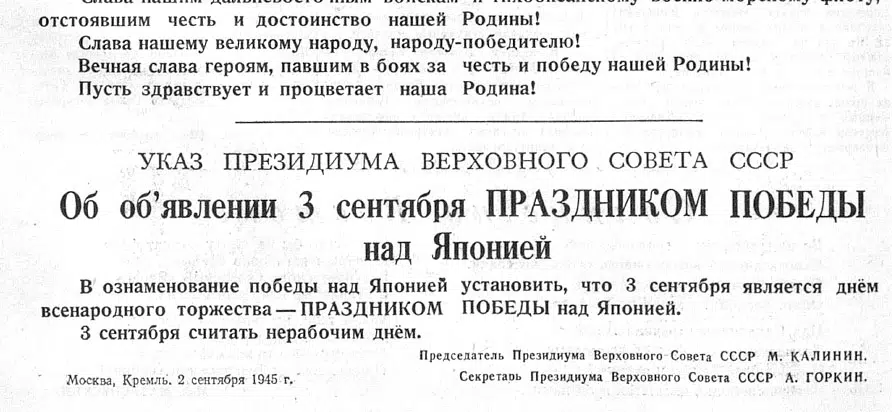 отстоявшим честь и достоинство нашей Родины!
Слава нашему великому народу, народу-победителю!
Вечная слава героям, павшим в боях за честь и победу нашей Родины!
Пусть здравствует и процветает наша Родина!
УКАЗ ПРЕЗИДИУМА ВЕРХОВНОГО СОВЕТА СССР
Об об'явлении 3 сентября ПРАЗДНИКОМ ПОБЕДЫ
над Японией
В ознаменование победы над Японией установить, что 3 сентября является днём
всенародного торжества — ПРАЗДНИКОМ ПОБЕДЫ над Японией.
3 сентября считать нерабочим днём.
Председатель Президиума Верховного Совета СССР М. КАЛИНИН.
Секретарь Президиума Верховного Совета СССР А. ГОРКИН.
Москва, Кремль. 2 сентября 1945 г.